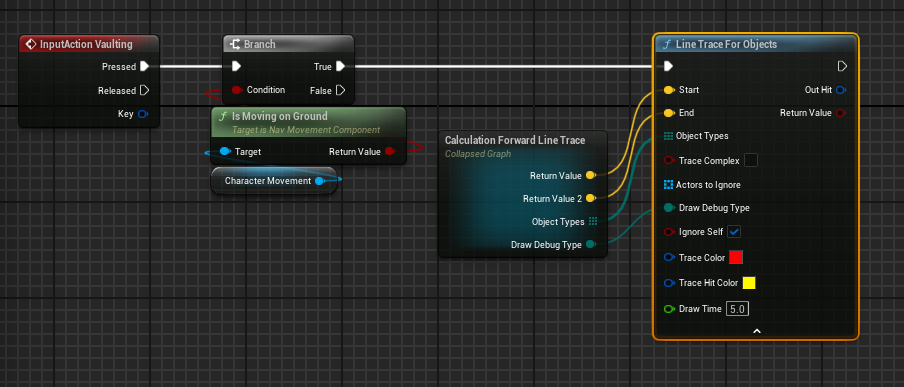 InputAction Vaulting
Pressed
Released
Key
Branch
True
Condition
False
Is Moving on Ground
Target is Nav Movement Component
Target
Return Value
Character Movement
Calculation Forward Line Trace
Collapsed Graph
Return Value
Return Value 2
Object Types
Draw Debug Type
Line Trace For Objects
Start
Out Hit
End
Return Value
Object Types
Trace Complex
Actors to Ignore
Draw Debug Type
Ignore Self
Trace Color
Trace Hit Color
Draw Time 5.0